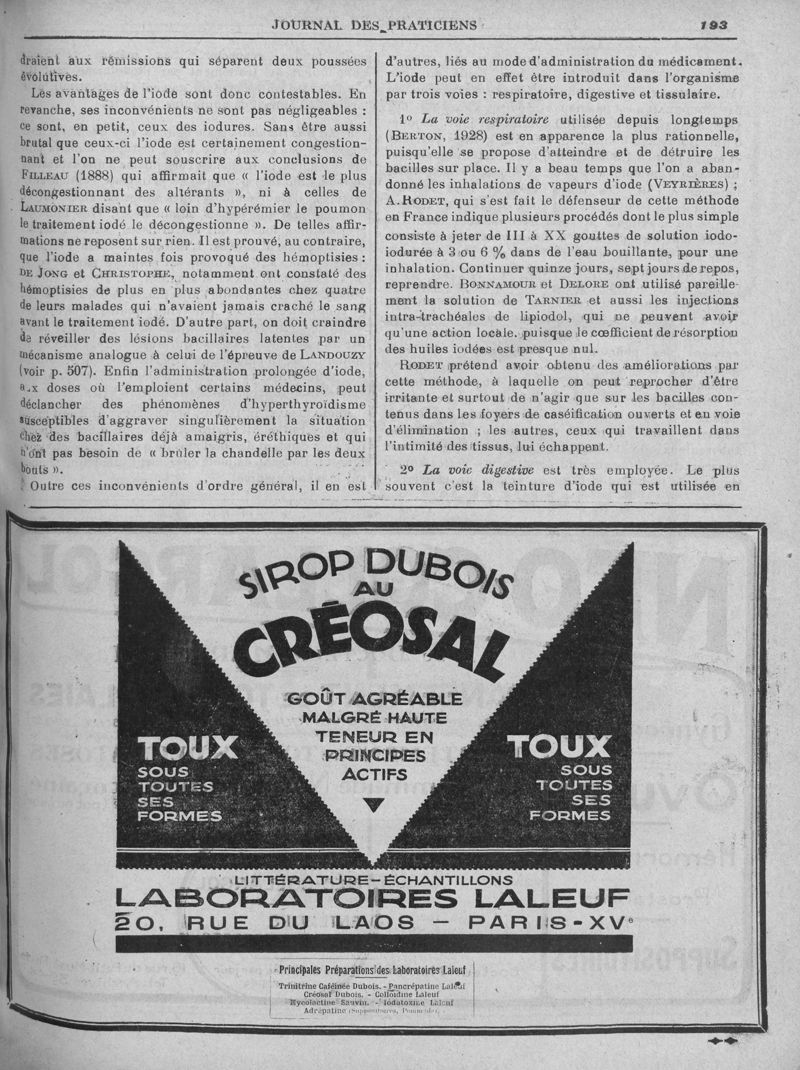 JOURNAL DES PRATICIENS
193
draient aux rémissions qui séparent deux poussées
évolutives.
Les avantages de l'iode sont donc contestables. En
revanche, ses inconvénients ne sont pas négligeables :
ce sont, en petit, ceux des iodures. Sans être aussi
brutal que ceux-ci l'iode est certainement congestion-
nant et l'on ne peut souscrire aux conclusions de
FILLEAU (1888) qui affirmait que « l'iode est le plus
décongestionnant des altérants », ni à celles de
LAUMONIER disant que « loin d'hypérémier le poumon
le traitement iodé le décongestionne ». De telles affir-
mations ne reposent sur rien. Il est prouvé, au contraire,
que l'iode a maintes fois provoqué des hémoptisies :
DE JONG et CHRISTOPHE, notamment ont constaté des
hémoptisies de plus en plus abondantes chez quatre
de leurs malades qui n'avaient jamais craché le sang
avant le traitement iodé. D'autre part, on doit craindre
de réveiller des lésions bacillaires latentes par un
mécanisme analogue à celui de l'épreuve de LANDOUZY
(voir p. 507). Enfin l'administration prolongée d'iode,
aux doses où l'emploient certains médecins, peut
déclancher des phénomènes d'hyperthyroïdisme
susceptibles d'aggraver singulièrement la situation
chez des bacillaires déjà amaigris, éréthiques et qui
n'ont pas besoin de « brûler la chandelle par les deux
bouts ».
Outre ces inconvénients d'ordre général, il en est
d'autres, liés au mode d'administration du médicament.
L'iode peut en effet être introduit dans l'organisme
par trois voies : respiratoire, digestive et tissulaire.
1º La voie respiratoire utilisée depuis longtemps
(BERTON, 1928) est en apparence la plus rationnelle,
puisqu'elle se propose d'atteindre et de détruire les
bacilles sur place. Il y a beau temps que l'on a aban-
donné les inhalations de vapeurs d'iode (VEYRIÈRES) ;
A. RODET, qui s'est fait le défenseur de cette méthode
en France indique plusieurs procédés dont le plus simple
consiste à jeter de III à XX gouttes de solution iodo-
iodurée à 3 ou 6 % dans de l'eau bouillante, pour une
inhalation. Continuer quinze jours, sept jours de repos,
reprendre. BONNAMOUR et DELORE ont utilisé pareille-
ment la solution de TARNIER et aussi les injections
intra-trachéales de lipiodol, qui ne peuvent avoir
qu'une action locale. puisque le cœfficient de résorption
des huiles iodées est presque nul.
RODET prétend avoir obtenu des améliorations par
cette méthode, à laquelle on peut reprocher d'être
irritante et surtout de n'agir que sur les bacilles con-
tenus dans les foyers de caséification ouverts et en voie
d'élimination ; les autres, ceux qui travaillent dans
l'intimité des tissus, lui échappent.
2º La voie digestive est très employée. Le plus
souvent c'est la teinture d'iode qui est utilisée en
SIROP DUBOIS
AU
CRÉOSAL
GOÛT AGRÉABLE
MALGRÉ HAUTE
TENEUR EN
PRINCIPES
ACTIFS
TOUX
SOUS
TOUTES
SES
FORMES
TOUX
SOUS
TOUTES
SES
FORMES
LITTÉRATURE - ÉCHANTILLONS
LABORATOIRES LALEUF
20, RUE DU LAOS - PARIS-XVe
Principales Préparations des Laboratoires Laleuf
Trinitrine Caféinée Dubois. - Pancrépatine Laleuf
Créosal Dubois. - Colloïdine Laleuf
Hycolactine Sauvin. - Iodatoxine Laleuf
Adrépatine (Suppositoires, Pommade).